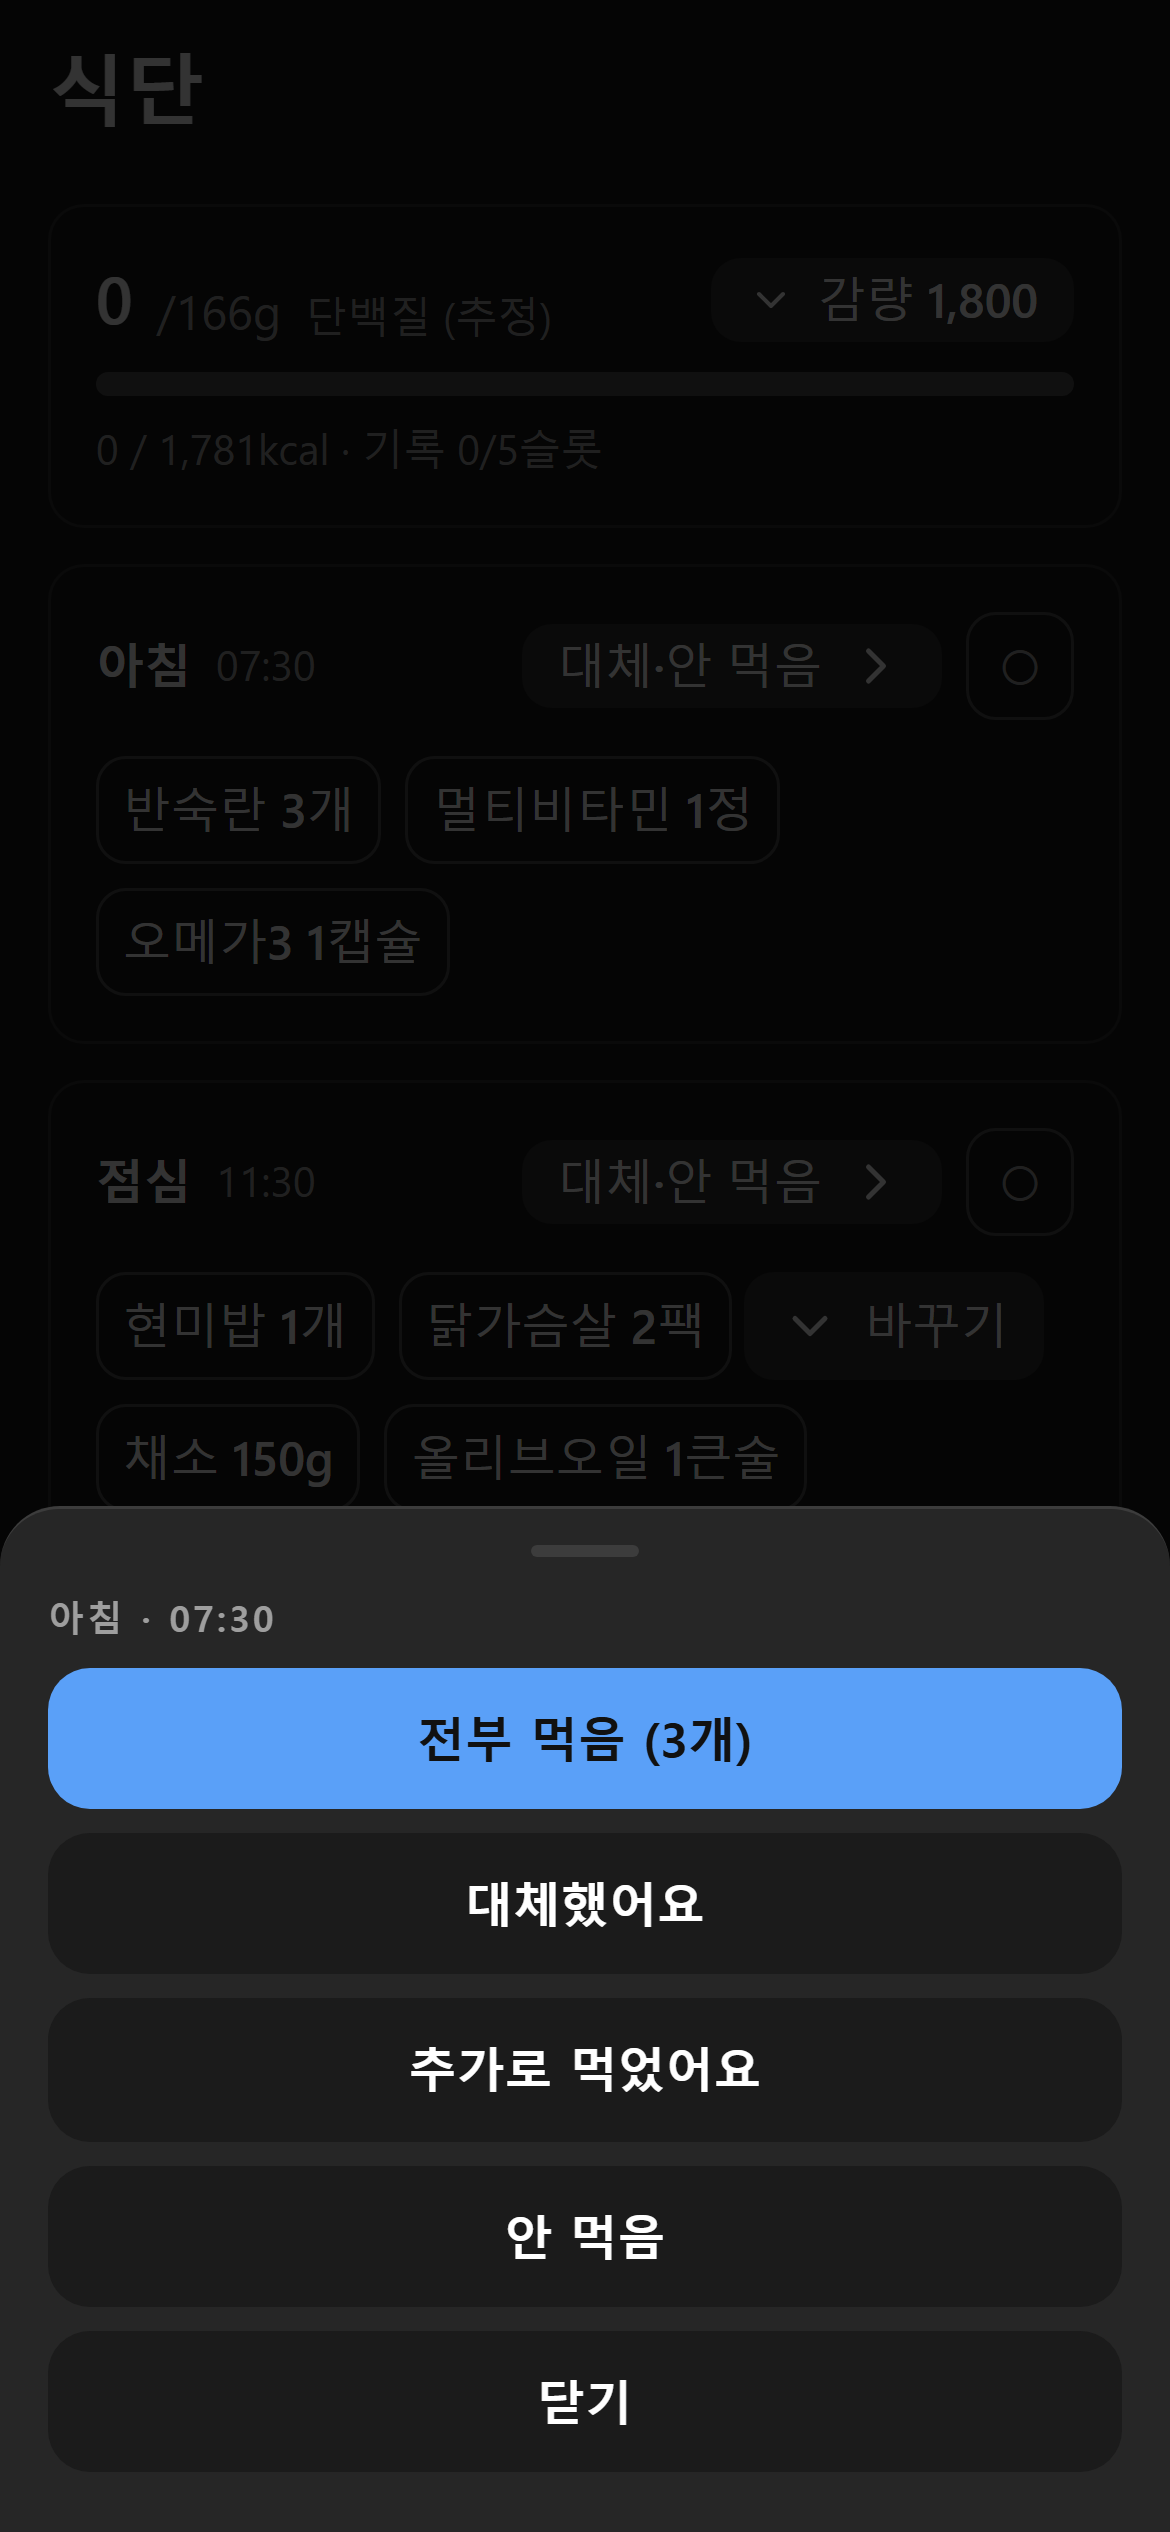 식단
0 /166g 단백질 (추정) 감량 1,800
0 / 1,781kcal · 기록 0/5슬롯
아침 07:30 대체·안 먹음
반숙란 3개 멀티비타민 1정
오메가3 1캡슐
점심 11:30 대체·안 먹음
현미밥 1개 닭가슴살 2팩 바꾸기
채소 150g 올리브오일 1큰술
아침 · 07:30
전부 먹음 (3개)
대체했어요
추가로 먹었어요
안 먹음
닫기